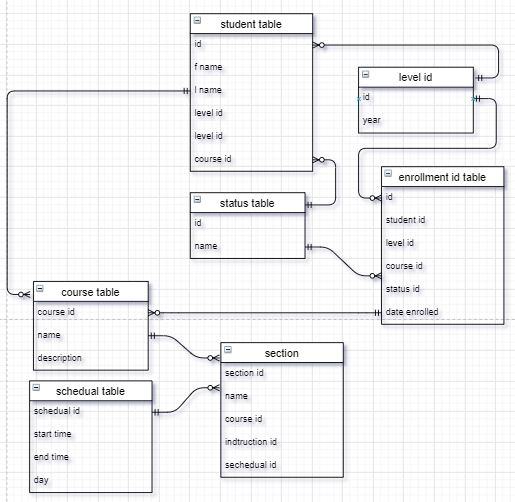 student table
id
f name
l name
level id
level id
course id
level id
id
year
enrollment id table
id
student id
level id
course id
status id
date enrolled
status table
id
name
course table
course id
name
description
section
section id
name
course id
indtruction id
sechedual id
schedual table
schedual id
start time
end time
day